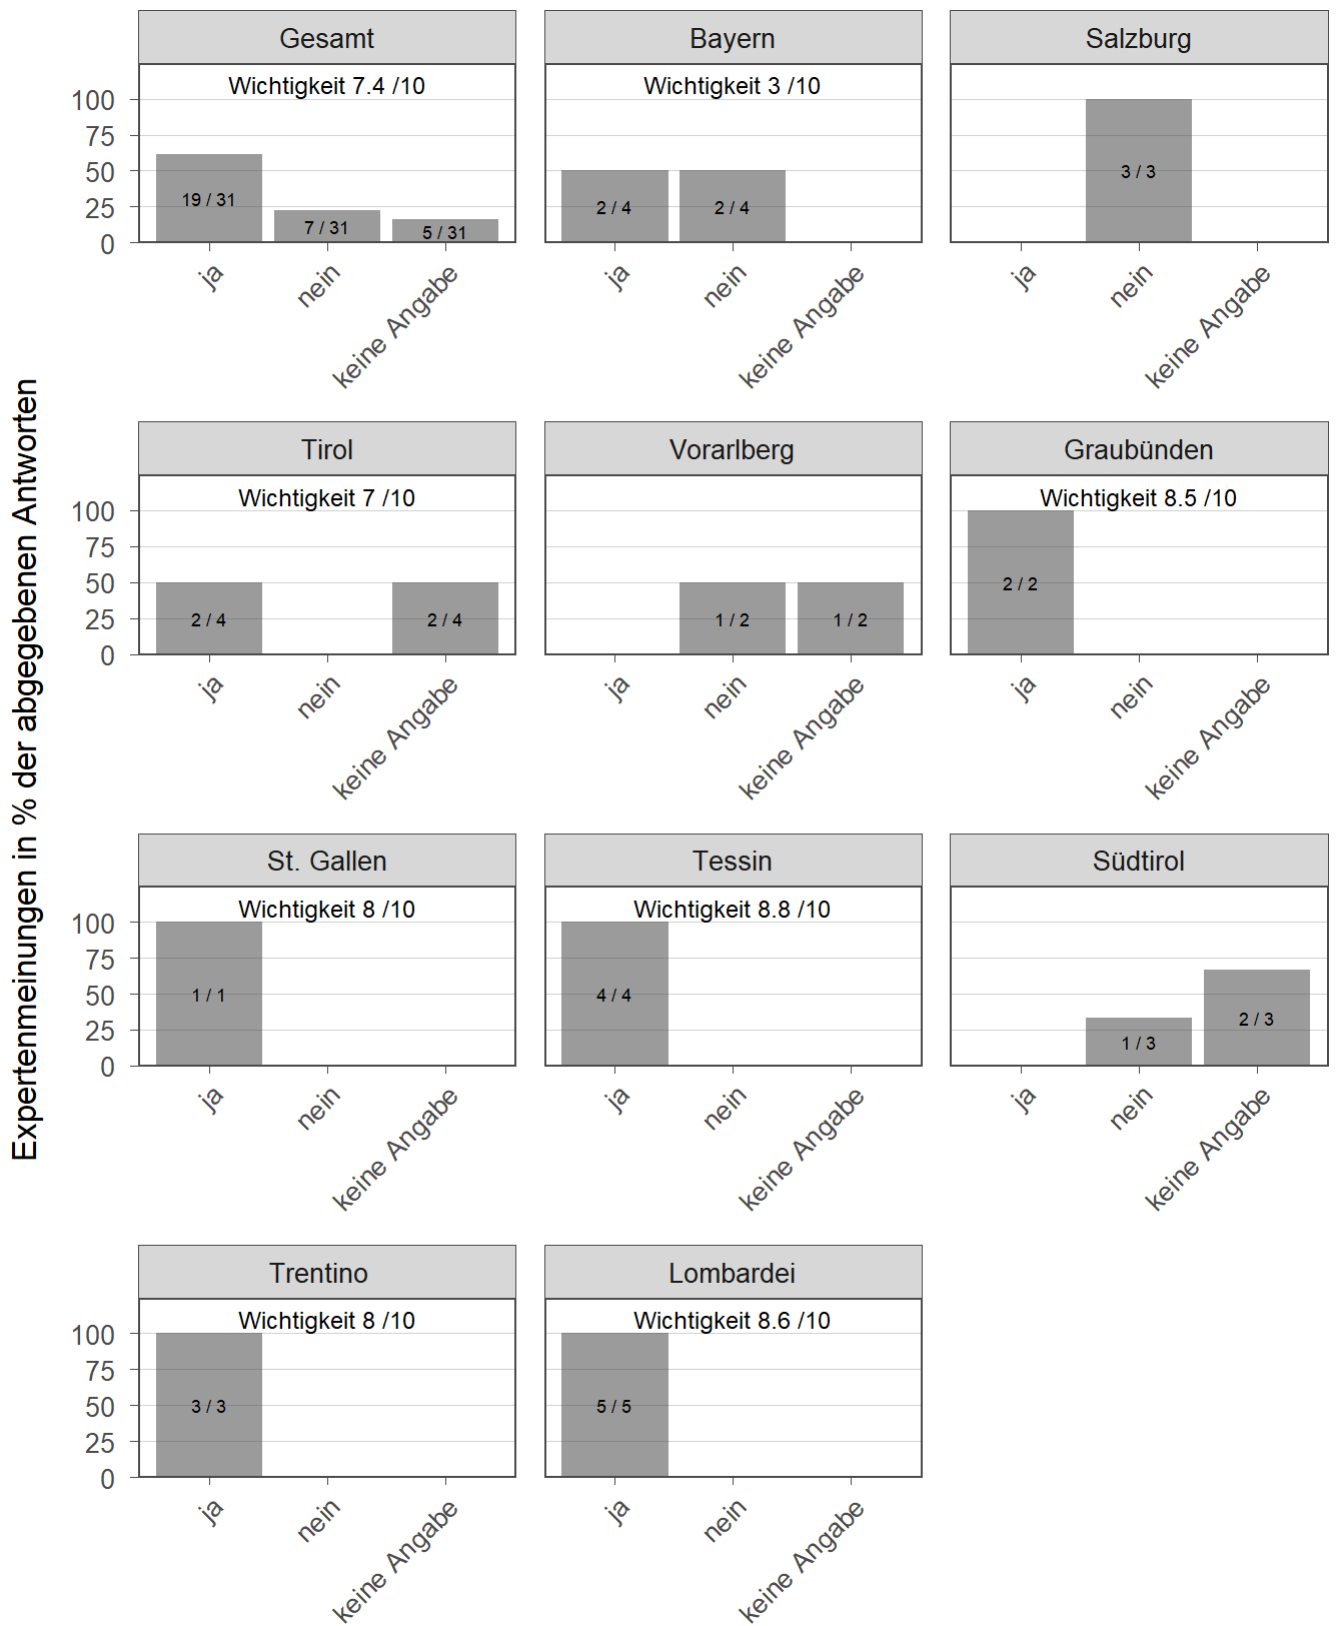 Expertenmeinungen in % der abgegebenen Antworten
Gesamt
Wichtigkeit 7.4 /10
100
75
50
25
0
19 / 31
7 / 31
5 / 31
ja
nein
keine Angabe
Bayern
Wichtigkeit 3 /10
2 / 4
2 / 4
ja
nein
keine Angabe
Salzburg
3 / 3
ja
nein
keine Angabe
Tirol
Wichtigkeit 7 /10
100
75
50
25
0
2 / 4
2 / 4
ja
nein
keine Angabe
Vorarlberg
1 / 2
1 / 2
ja
nein
keine Angabe
Graubünden
Wichtigkeit 8.5 /10
2 / 2
ja
nein
keine Angabe
St. Gallen
Wichtigkeit 8 /10
100
75
50
25
0
1 / 1
ja
nein
keine Angabe
Tessin
Wichtigkeit 8.8 /10
4 / 4
ja
nein
keine Angabe
Südtirol
1 / 3
2 / 3
ja
nein
keine Angabe
Trentino
Wichtigkeit 8 /10
100
75
50
25
0
3 / 3
ja
nein
keine Angabe
Lombardei
Wichtigkeit 8.6 /10
5 / 5
ja
nein
keine Angabe